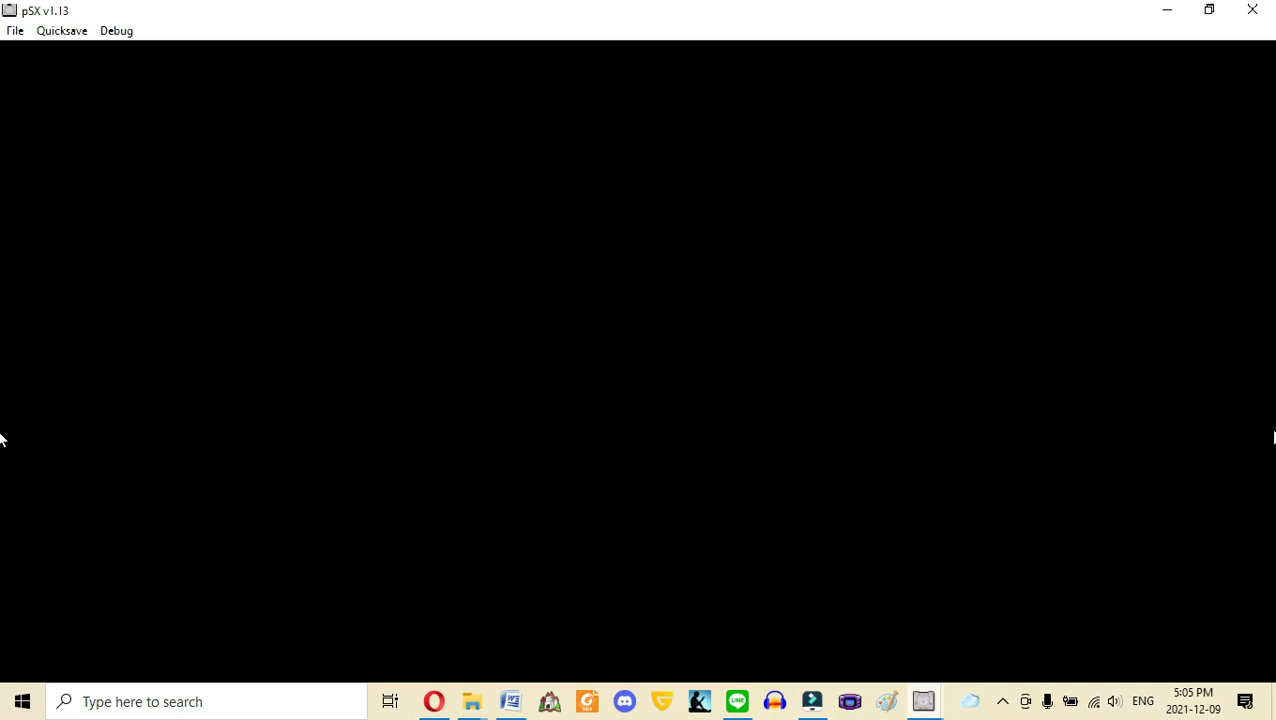 pSX v1.13
File Quicksave Debug
Type here to search
ENG
5:05 PM
2021-12-09